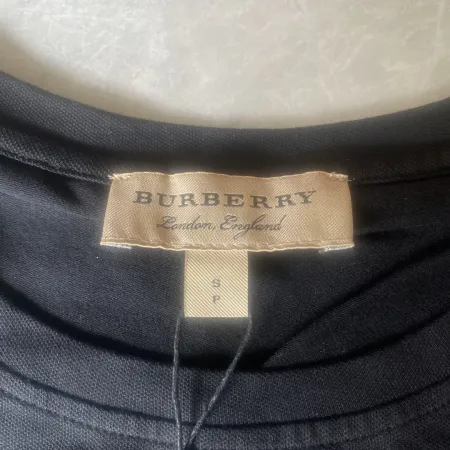 BURBERRY
London, England
S
P